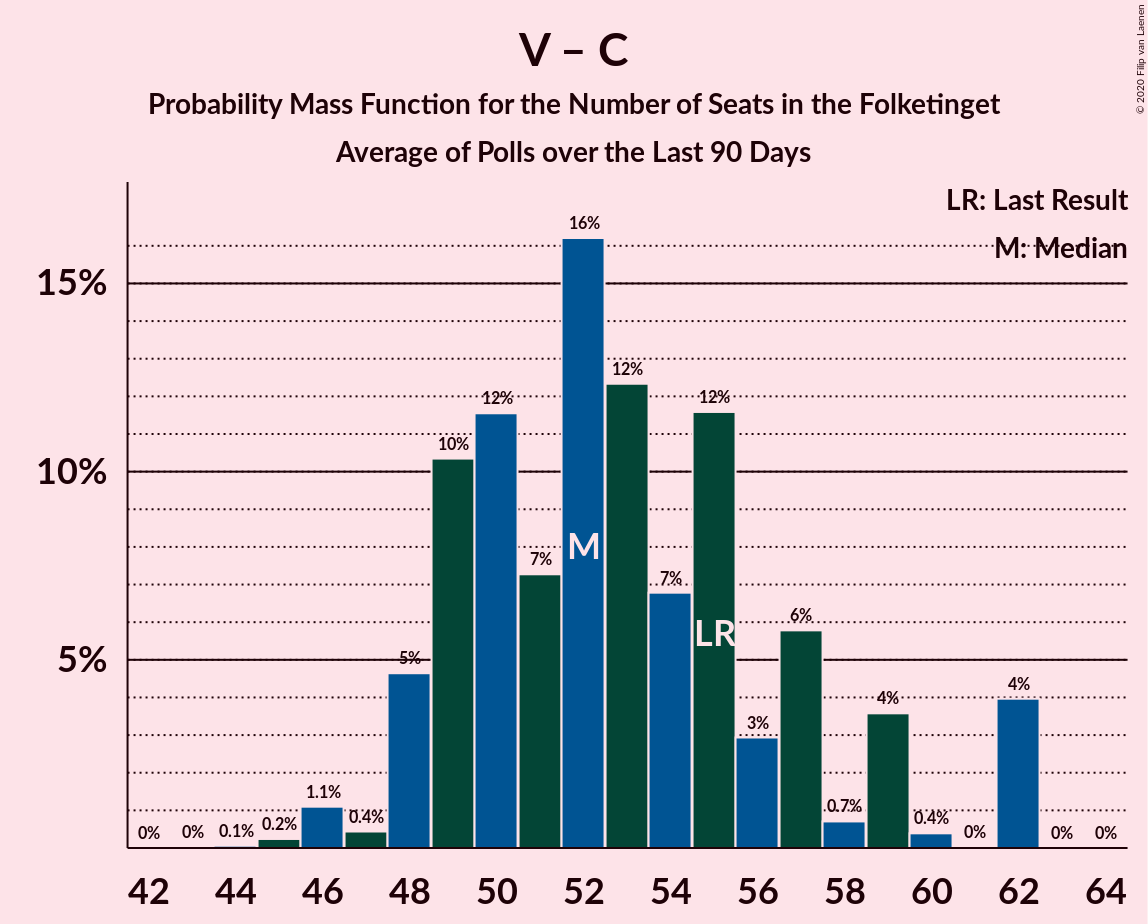 V – C
Probability Mass Function for the Number of Seats in the Folketinget
Average of Polls over the Last 90 Days
© 2020 Filip van Laenen
LR: Last Result
M: Median
15%
10%
5%
0%
0%
0.1%
0.2%
1.1%
0.4%
5%
10%
12%
7%
16%
12%
7%
12%
3%
6%
0.7%
4%
0.4%
0%
4%
0%
0%
M
LR
42 44 46 48 50 52 54 56 58 60 62 64